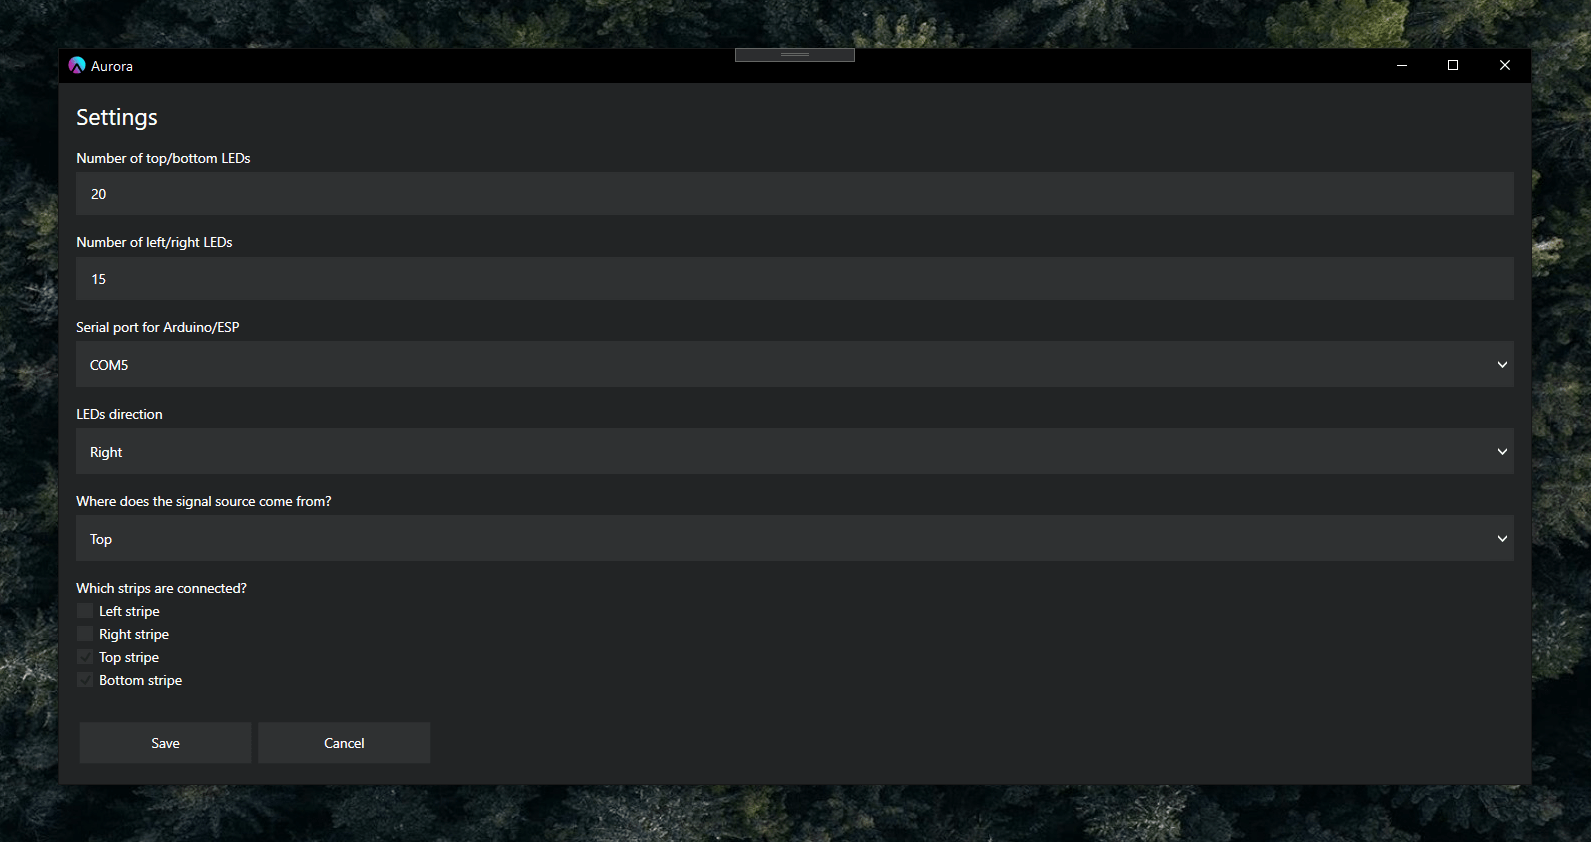 Aurora
Settings
Number of top/bottom LEDs
20
Number of left/right LEDs
15
Serial port for Arduino/ESP
COM5
LEDs direction
Right
Where does the signal source come from?
Top
Which strips are connected?
Left stripe
Right stripe
Top stripe
Bottom stripe
Save Cancel